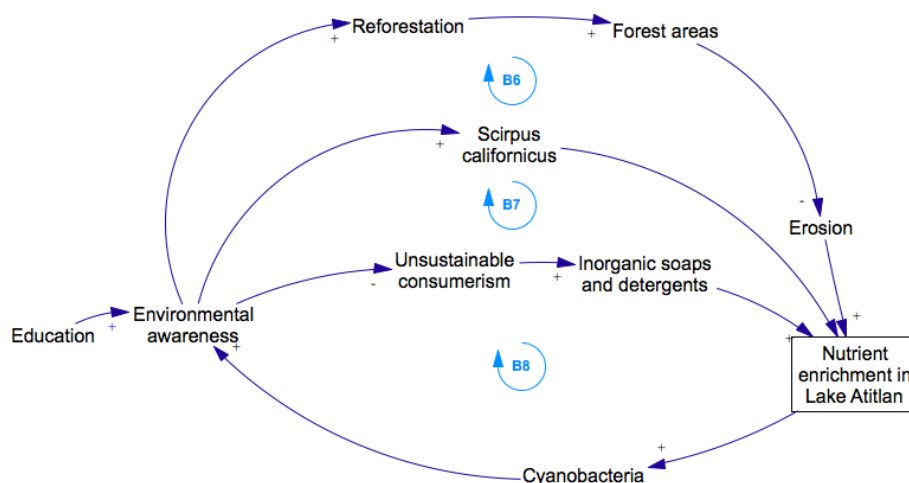 Reforestation
+
+
Forest areas
B6
Scirpus
californicus
+
B7
-
Erosion
Unsustainable
consumerism
-
+
Inorganic soaps
and detergents
Education
+
Environmental
awareness
+
+
+
Nutrient
enrichment in
Lake Atitlan
B8
+
Cyanobacteria